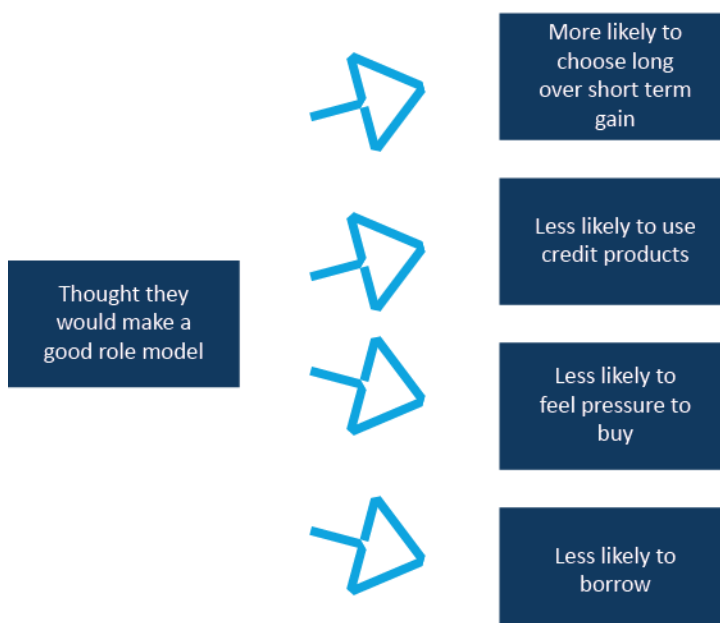 Thought they
would make a
good role model
More likely to
choose long
over short term
gain
Less likely to use
credit products
Less likely to
feel pressure to
buy
Less likely to
borrow